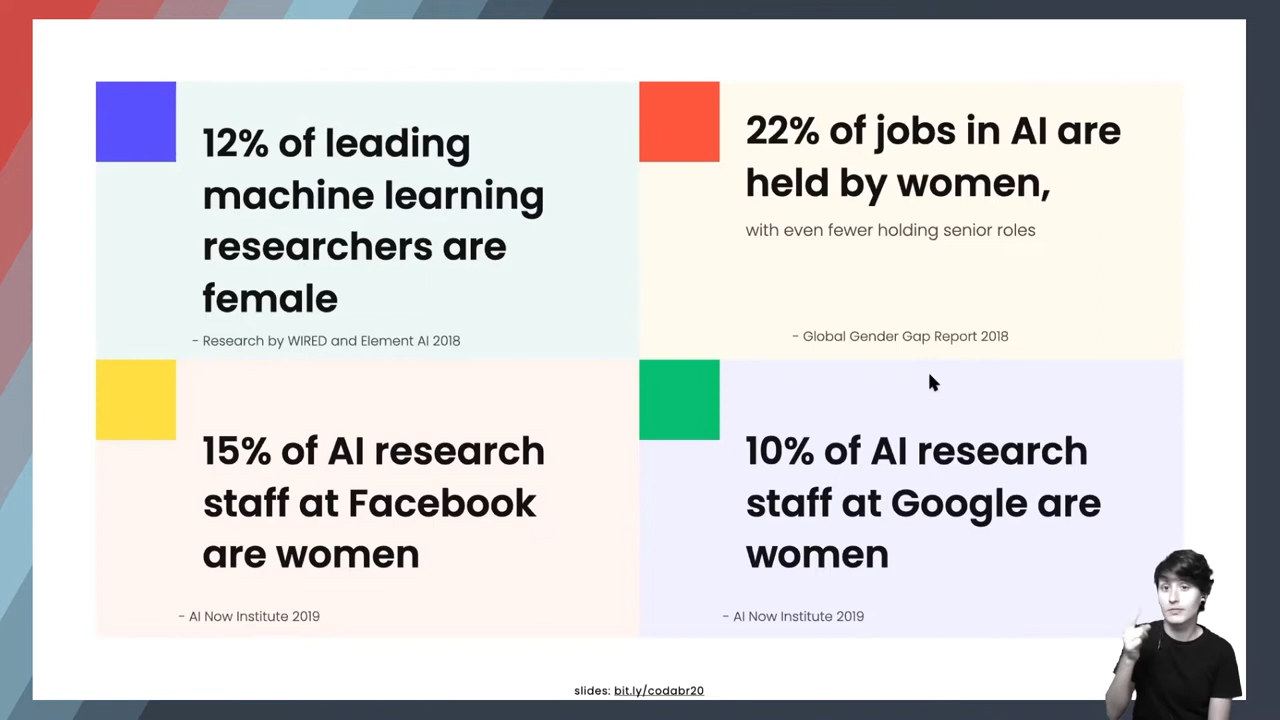 12% of leading
machine learning
researchers are
female
- Research by WIRED and Element AI 2018
22% of jobs in AI are
held by women,
with even fewer holding senior roles
- Global Gender Gap Report 2018
15% of AI research
staff at Facebook
are women
- AI Now Institute 2019
10% of AI research
staff at Google are
women
- AI Now Institute 2019
slides: bit.ly/codabr20